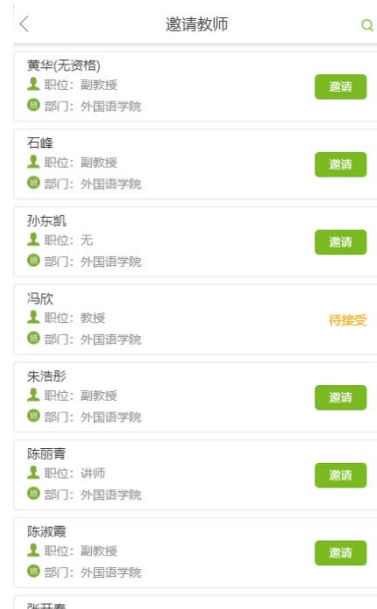 邀请教师
黄华(无资格)
职位：副教授
邀请
部门：外国语学院
石峰
职位：副教授
邀请
部门：外国语学院
孙东凯
职位：无
邀请
部门：外国语学院
冯欣
职位：教授
待接受
部门：外国语学院
朱浩彤
职位：副教授
邀请
部门：外国语学院
陈丽青
职位：讲师
邀请
部门：外国语学院
陈淑霞
职位：副教授
邀请
部门：外国语学院